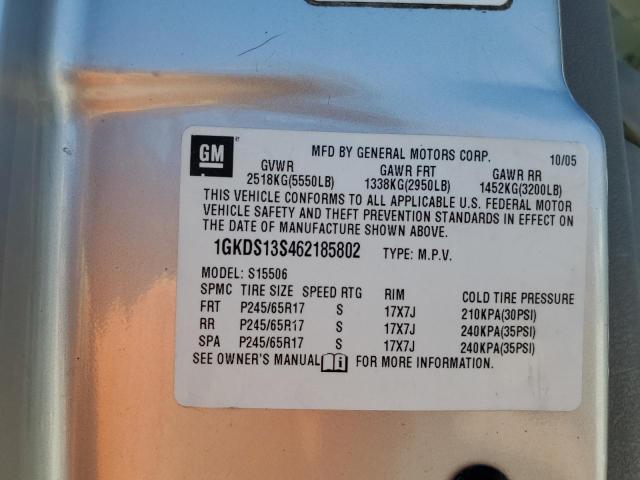 GM
MFD BY GENERAL MOTORS CORP. 10/05
GVWR GAWR FRT GAWR RR
2518KG(5550LB) 1338KG(2950LB) 1452KG(3200LB)
THIS VEHICLE CONFORMS TO ALL APPLICABLE U.S. FEDERAL MOTOR
VEHICLE SAFETY AND THEFT PREVENTION STANDARDS IN EFFECT ON
THE DATE OF MANUFACTURE SHOWN ABOVE.
1GKDS13S462185802 TYPE: M.P.V.
MODEL: S15506
SPMC TIRE SIZE SPEED RTG RIM COLD TIRE PRESSURE
FRT P245/65R17 S 17X7J 210KPA(30PSI)
RR P245/65R17 S 17X7J 240KPA(35PSI)
SPA P245/65R17 S 17X7J 240KPA(35PSI)
SEE OWNER'S MANUAL FOR MORE INFORMATION.